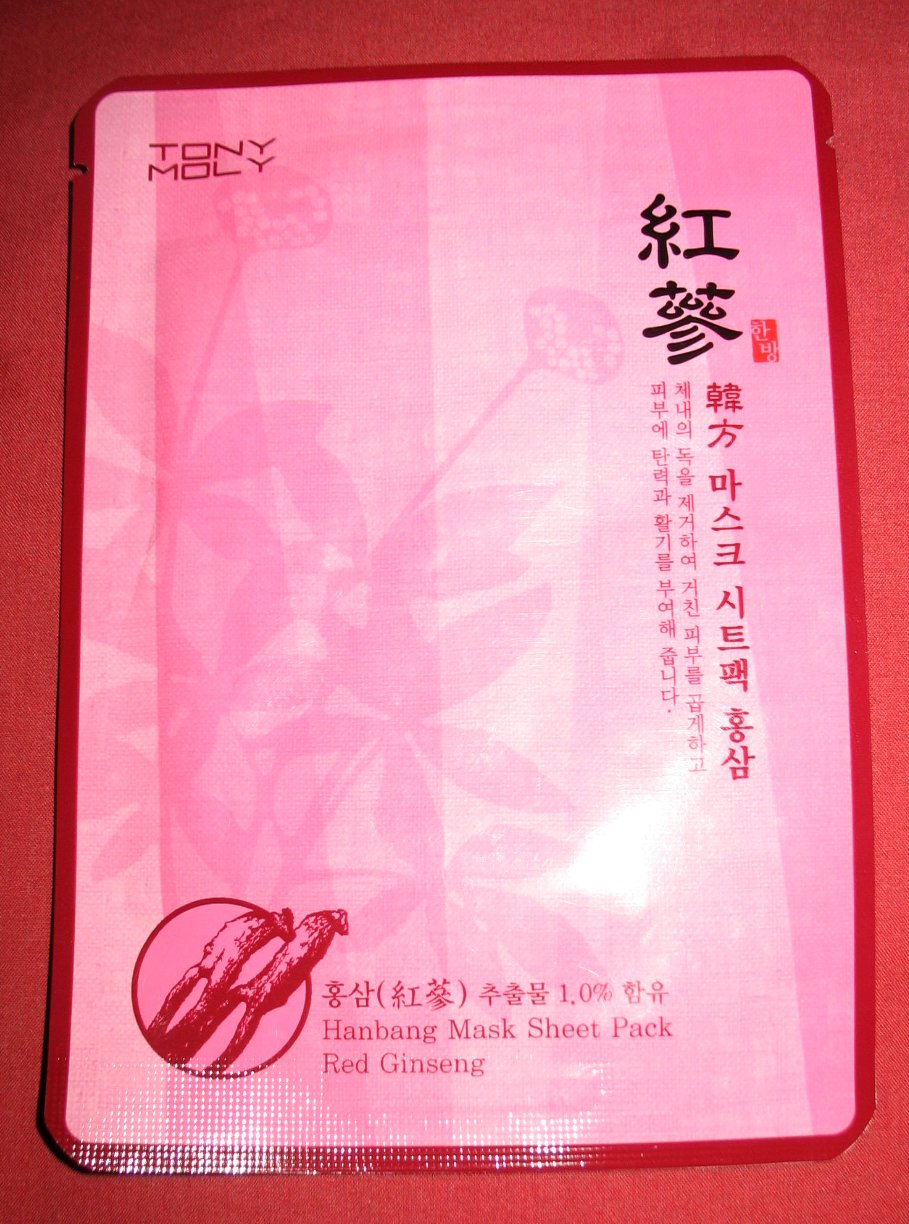 TONY
MOLY
紅
蔘
한방
韓方 마스크 시트팩 홍삼
체내의 독을 제거하여 거친 피부를 곱게하고
피부에 탄력과 활기를 부여해 줍니다.
홍삼(紅蔘) 추출물 1.0% 함유
Hanbang Mask Sheet Pack
Red Ginseng